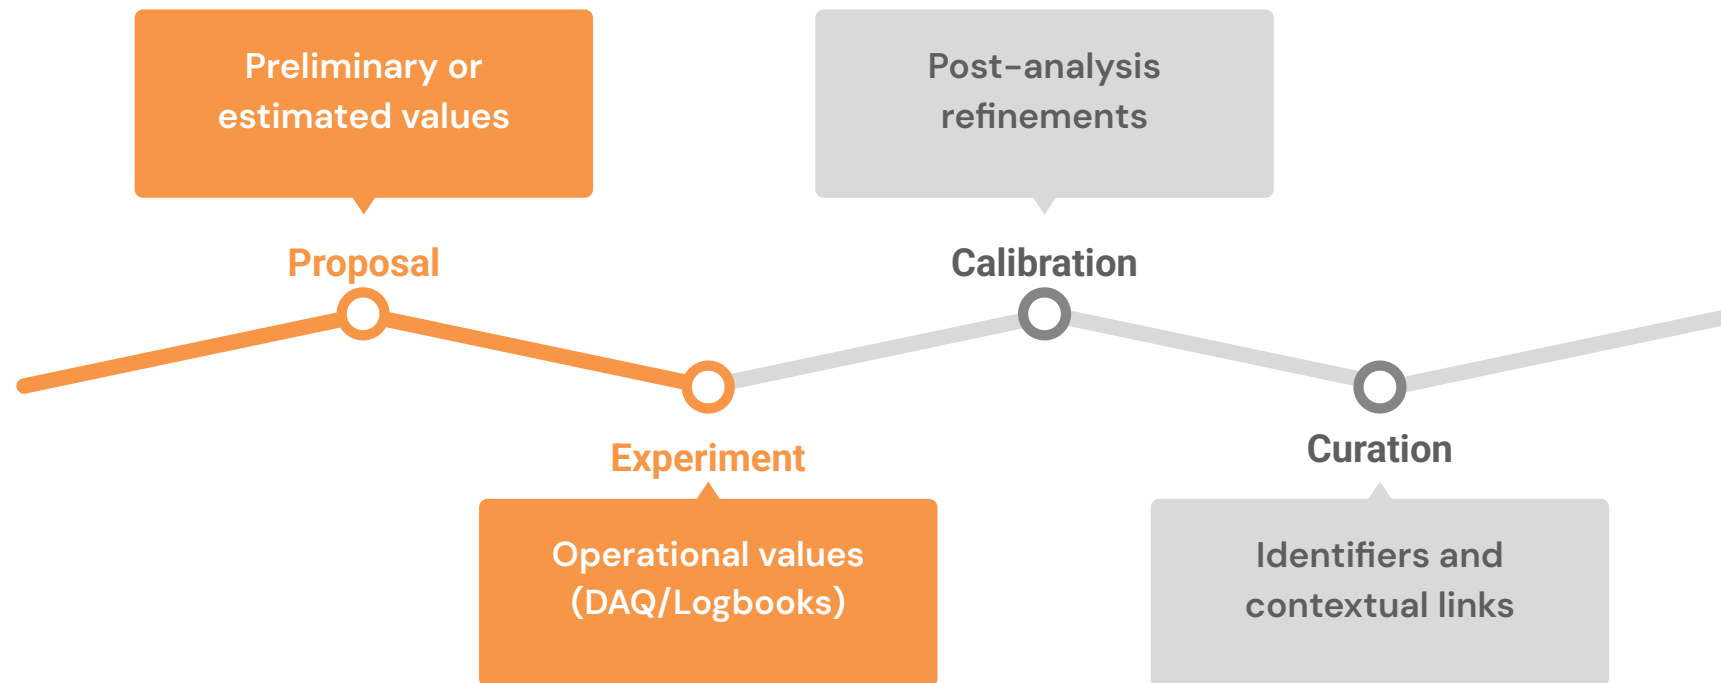 Preliminary or
estimated values
Proposal
Experiment
Operational values
(DAQ/Logbooks)
Post-analysis
refinements
Calibration
Curation
Identifiers and
contextual links